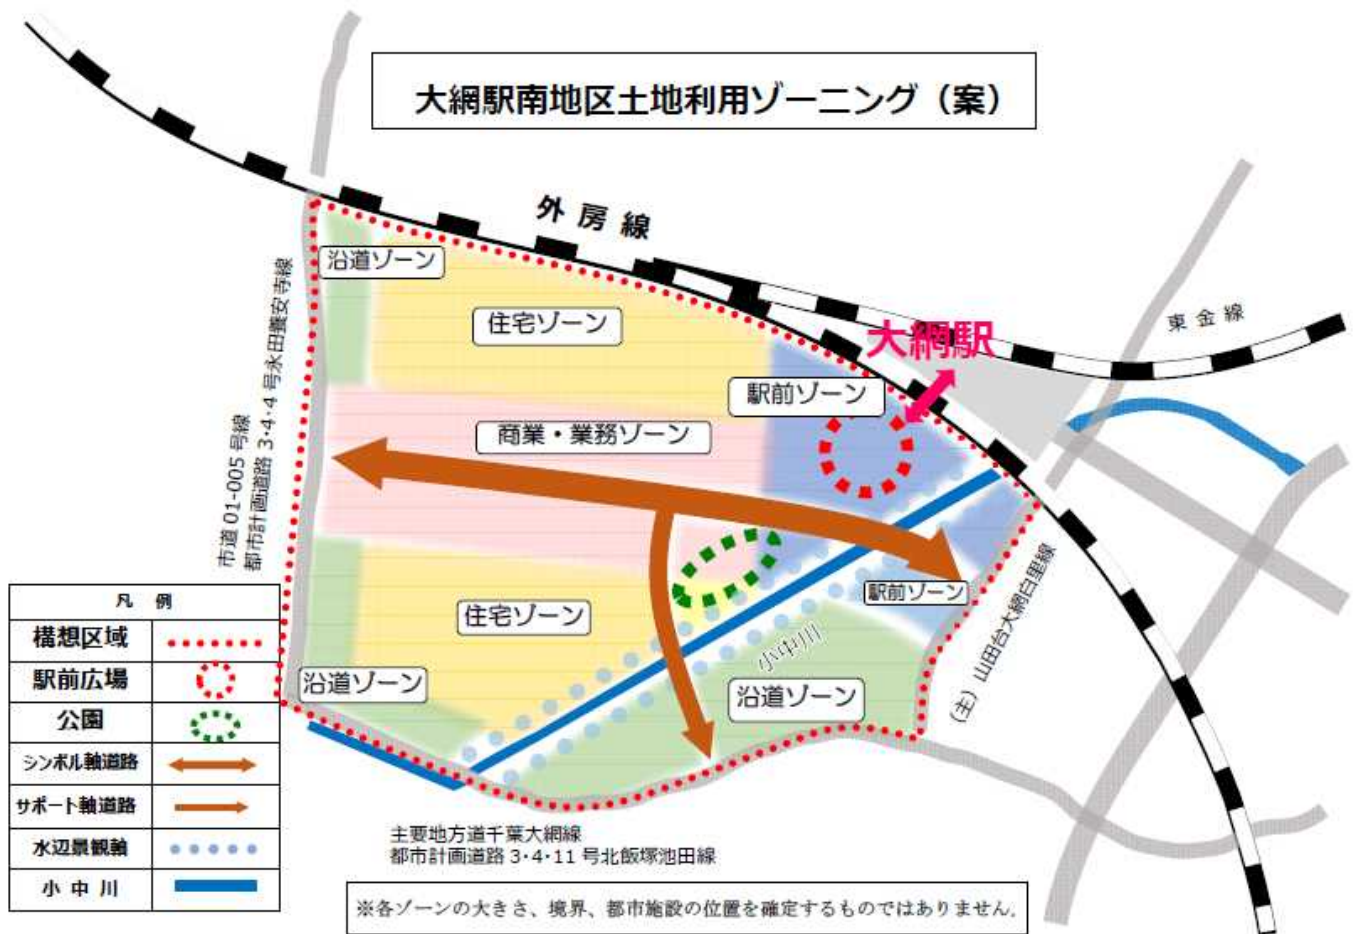 大網駅南地区土地利用ゾーニング（案）
外房線
東金線
大網駅
沿道ゾーン
住宅ゾーン
駅前ゾーン
商業・業務ゾーン
市道 01-005 号線
都市計画道路 3・4・4 号永田養安寺線
駅前ゾーン
住宅ゾーン
小中川
沿道ゾーン
沿道ゾーン
(主) 山田台大網白里線
凡 例
構想区域
駅前広場
公園
シンボル軸道路
サポート軸道路
水辺景観軸
小 中 川
主要地方道千葉大網線
都市計画道路 3・4・11 号北飯塚池田線
※各ゾーンの大きさ、境界、都市施設の位置を確定するものではありません。